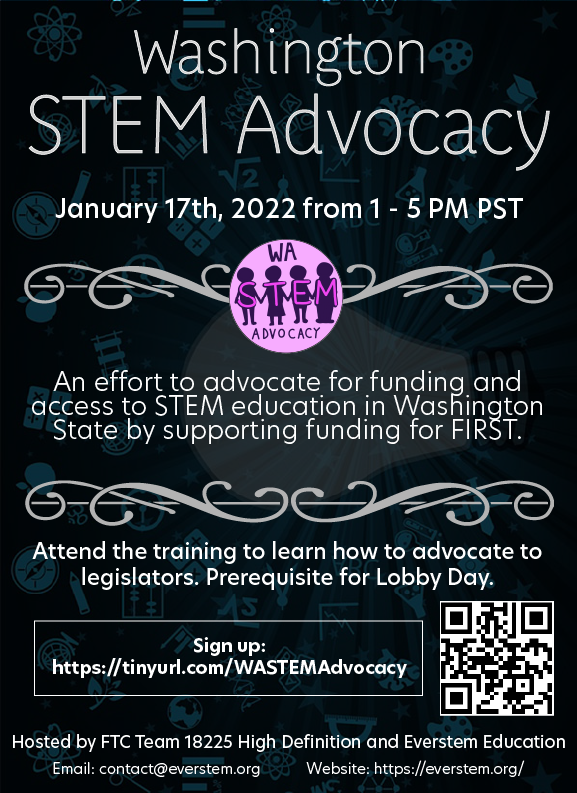 Washington
STEM Advocacy
January 17th, 2022 from 1 - 5 PM PST
WA
STEM
ADVOCACY
An effort to advocate for funding and
access to STEM education in Washington
State by supporting funding for FIRST.
Attend the training to learn how to advocate to
legislators. Prerequisite for Lobby Day.
Sign up:
https://tinyurl.com/WASTEMAdvocacy
Hosted by FTC Team 18225 High Definition and Everstem Education
Email: contact@everstem.org Website: https://everstem.org/